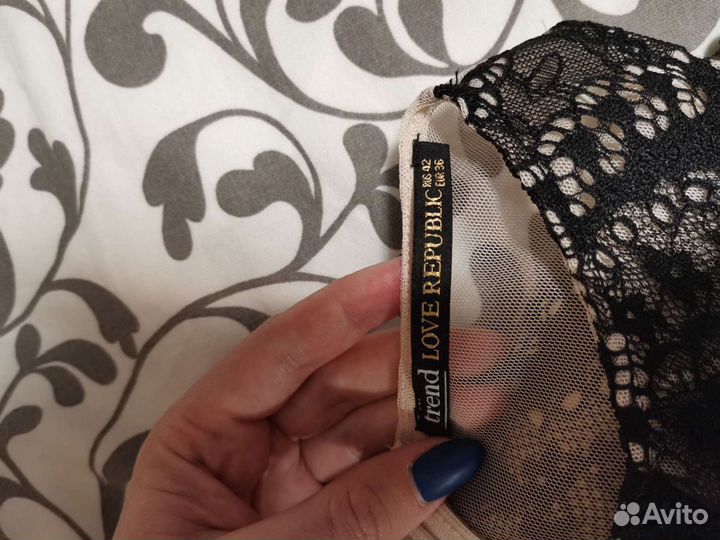 trend LOVE REPUBLIC
RUS 42
EUR 36
Avito